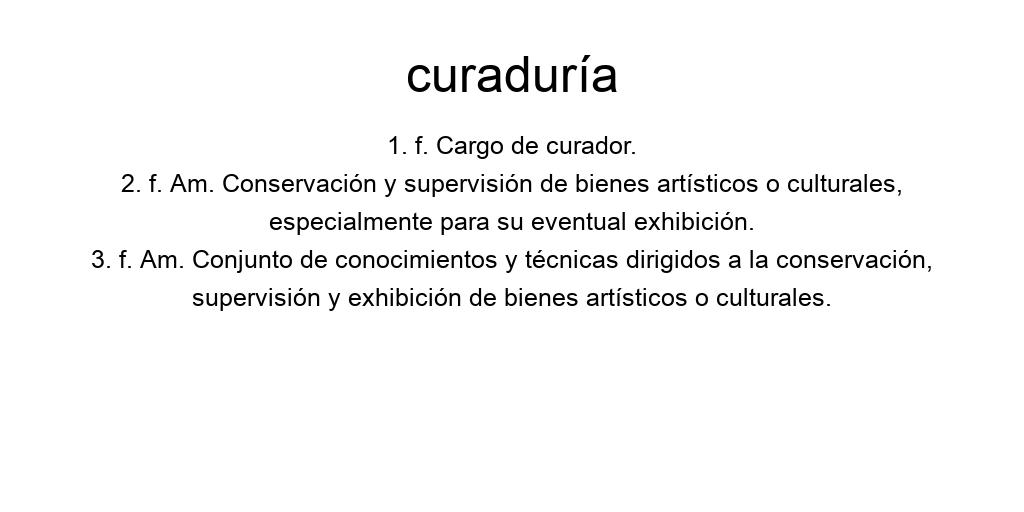 curaduría
1. f. Cargo de curador.
2. f. Am. Conservación y supervisión de bienes artísticos o culturales,
especialmente para su eventual exhibición.
3. f. Am. Conjunto de conocimientos y técnicas dirigidos a la conservación,
supervisión y exhibición de bienes artísticos o culturales.